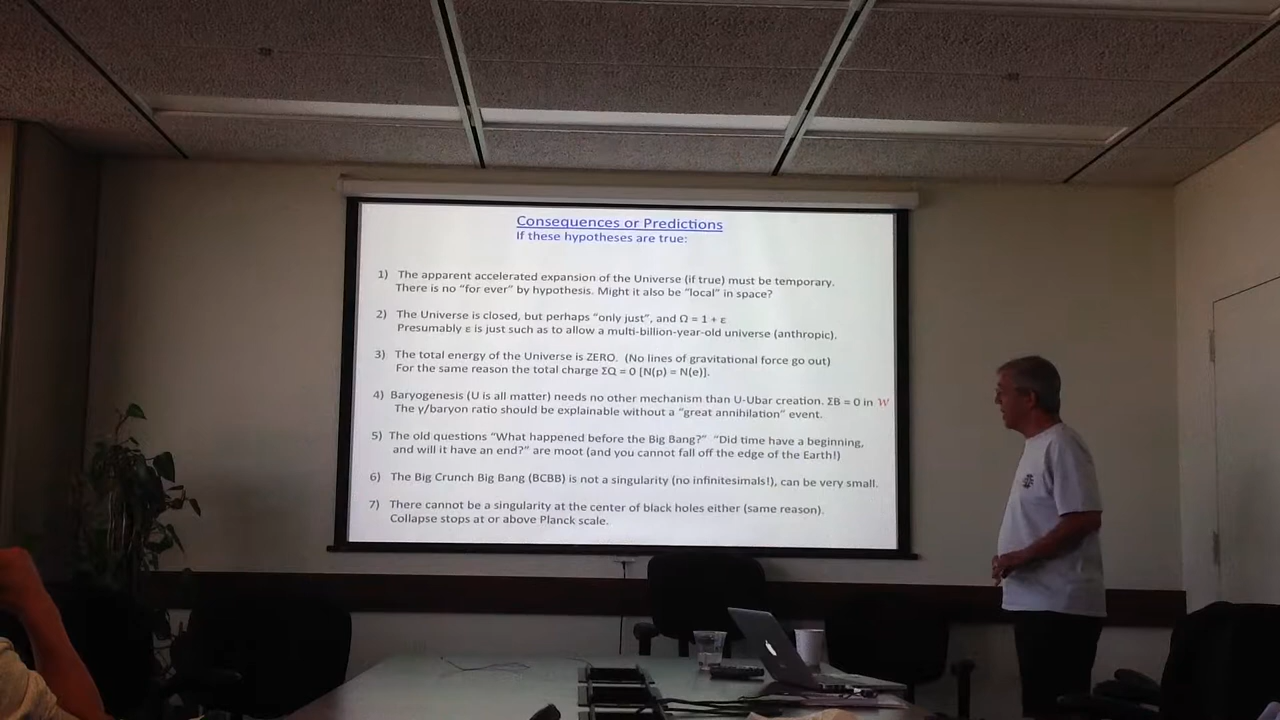 Consequences or Predictions
If these hypotheses are true:
1) The apparent accelerated expansion of the Universe (if true) must be temporary.
There is no “for ever” by hypothesis. Might it also be “local” in space?
2) The Universe is closed, but perhaps “only just”, and Ω = 1 + ε
Presumably ε is just such as to allow a multi-billion-year-old universe (anthropic).
3) The total energy of the Universe is ZERO. (No lines of gravitational force go out)
For the same reason the total charge ΣQ = 0 [N(p) = N(e)].
4) Baryogenesis (U is all matter) needs no other mechanism than U-Ubar creation. ΣB = 0 in W
The γ/baryon ratio should be explainable without a “great annihilation” event.
5) The old questions “What happened before the Big Bang?” “Did time have a beginning,
and will it have an end?” are moot (and you cannot fall off the edge of the Earth!)
6) The Big Crunch Big Bang (BCBB) is not a singularity (no infinitesimals!), can be very small.
7) There cannot be a singularity at the center of black holes either (same reason).
Collapse stops at or above Planck scale.